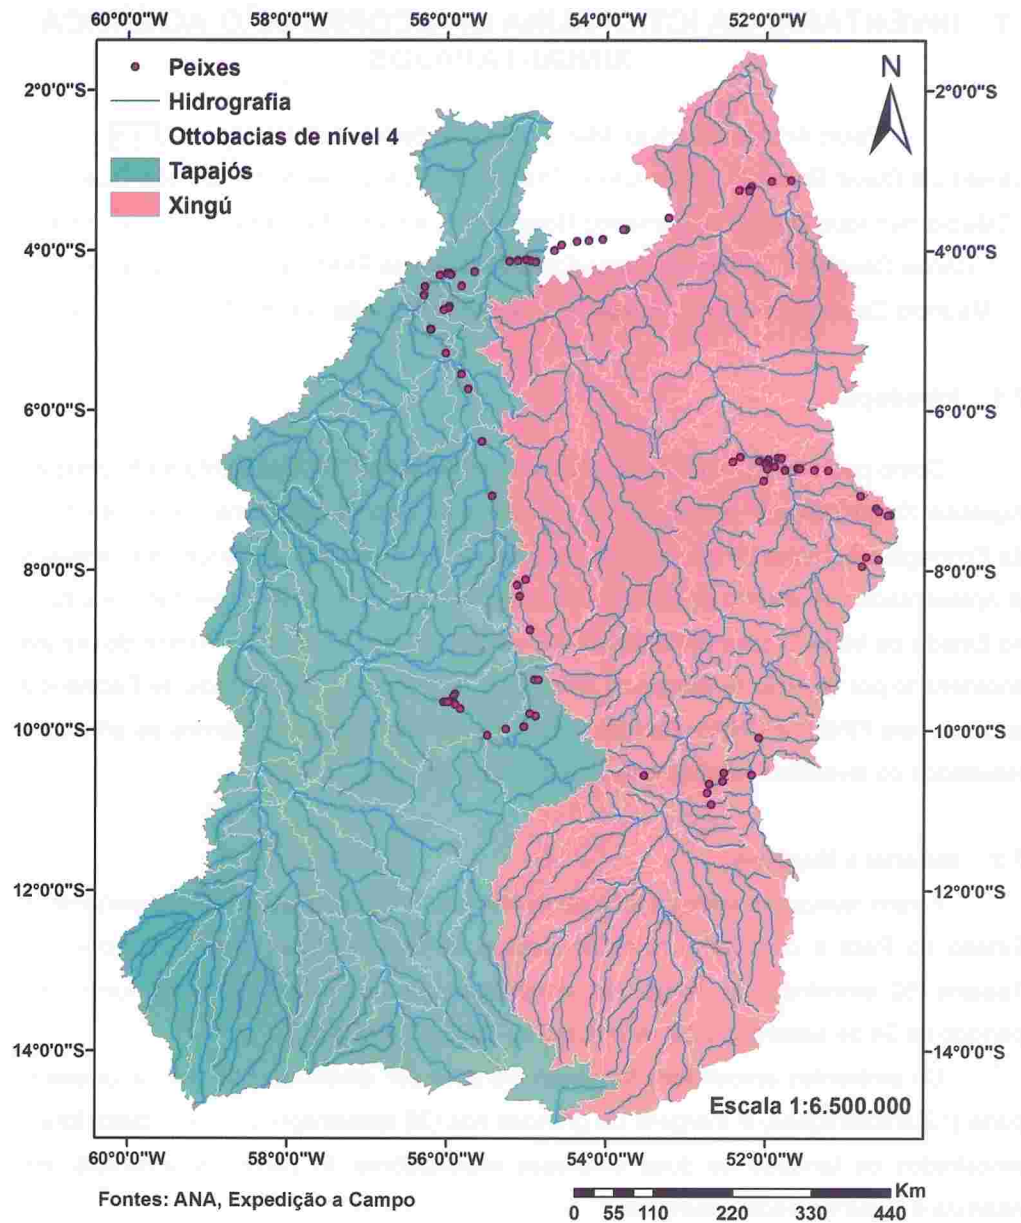 60°0'0"W 58°0'0"W 56°0'0"W 54°0'0"W 52°0'0"W
Peixes
Hidrografia
Ottobacias de nível 4
Tapajós
Xingú
N
2°0'0"S 2°0'0"S
4°0'0"S 4°0'0"S
6°0'0"S 6°0'0"S
8°0'0"S 8°0'0"S
10°0'0"S 10°0'0"S
12°0'0"S 12°0'0"S
14°0'0"S 14°0'0"S
Escala 1:6.500.000
60°0'0"W 58°0'0"W 56°0'0"W 54°0'0"W 52°0'0"W
Fontes: ANA, Expedição a Campo
Km
0 55 110 220 330 440